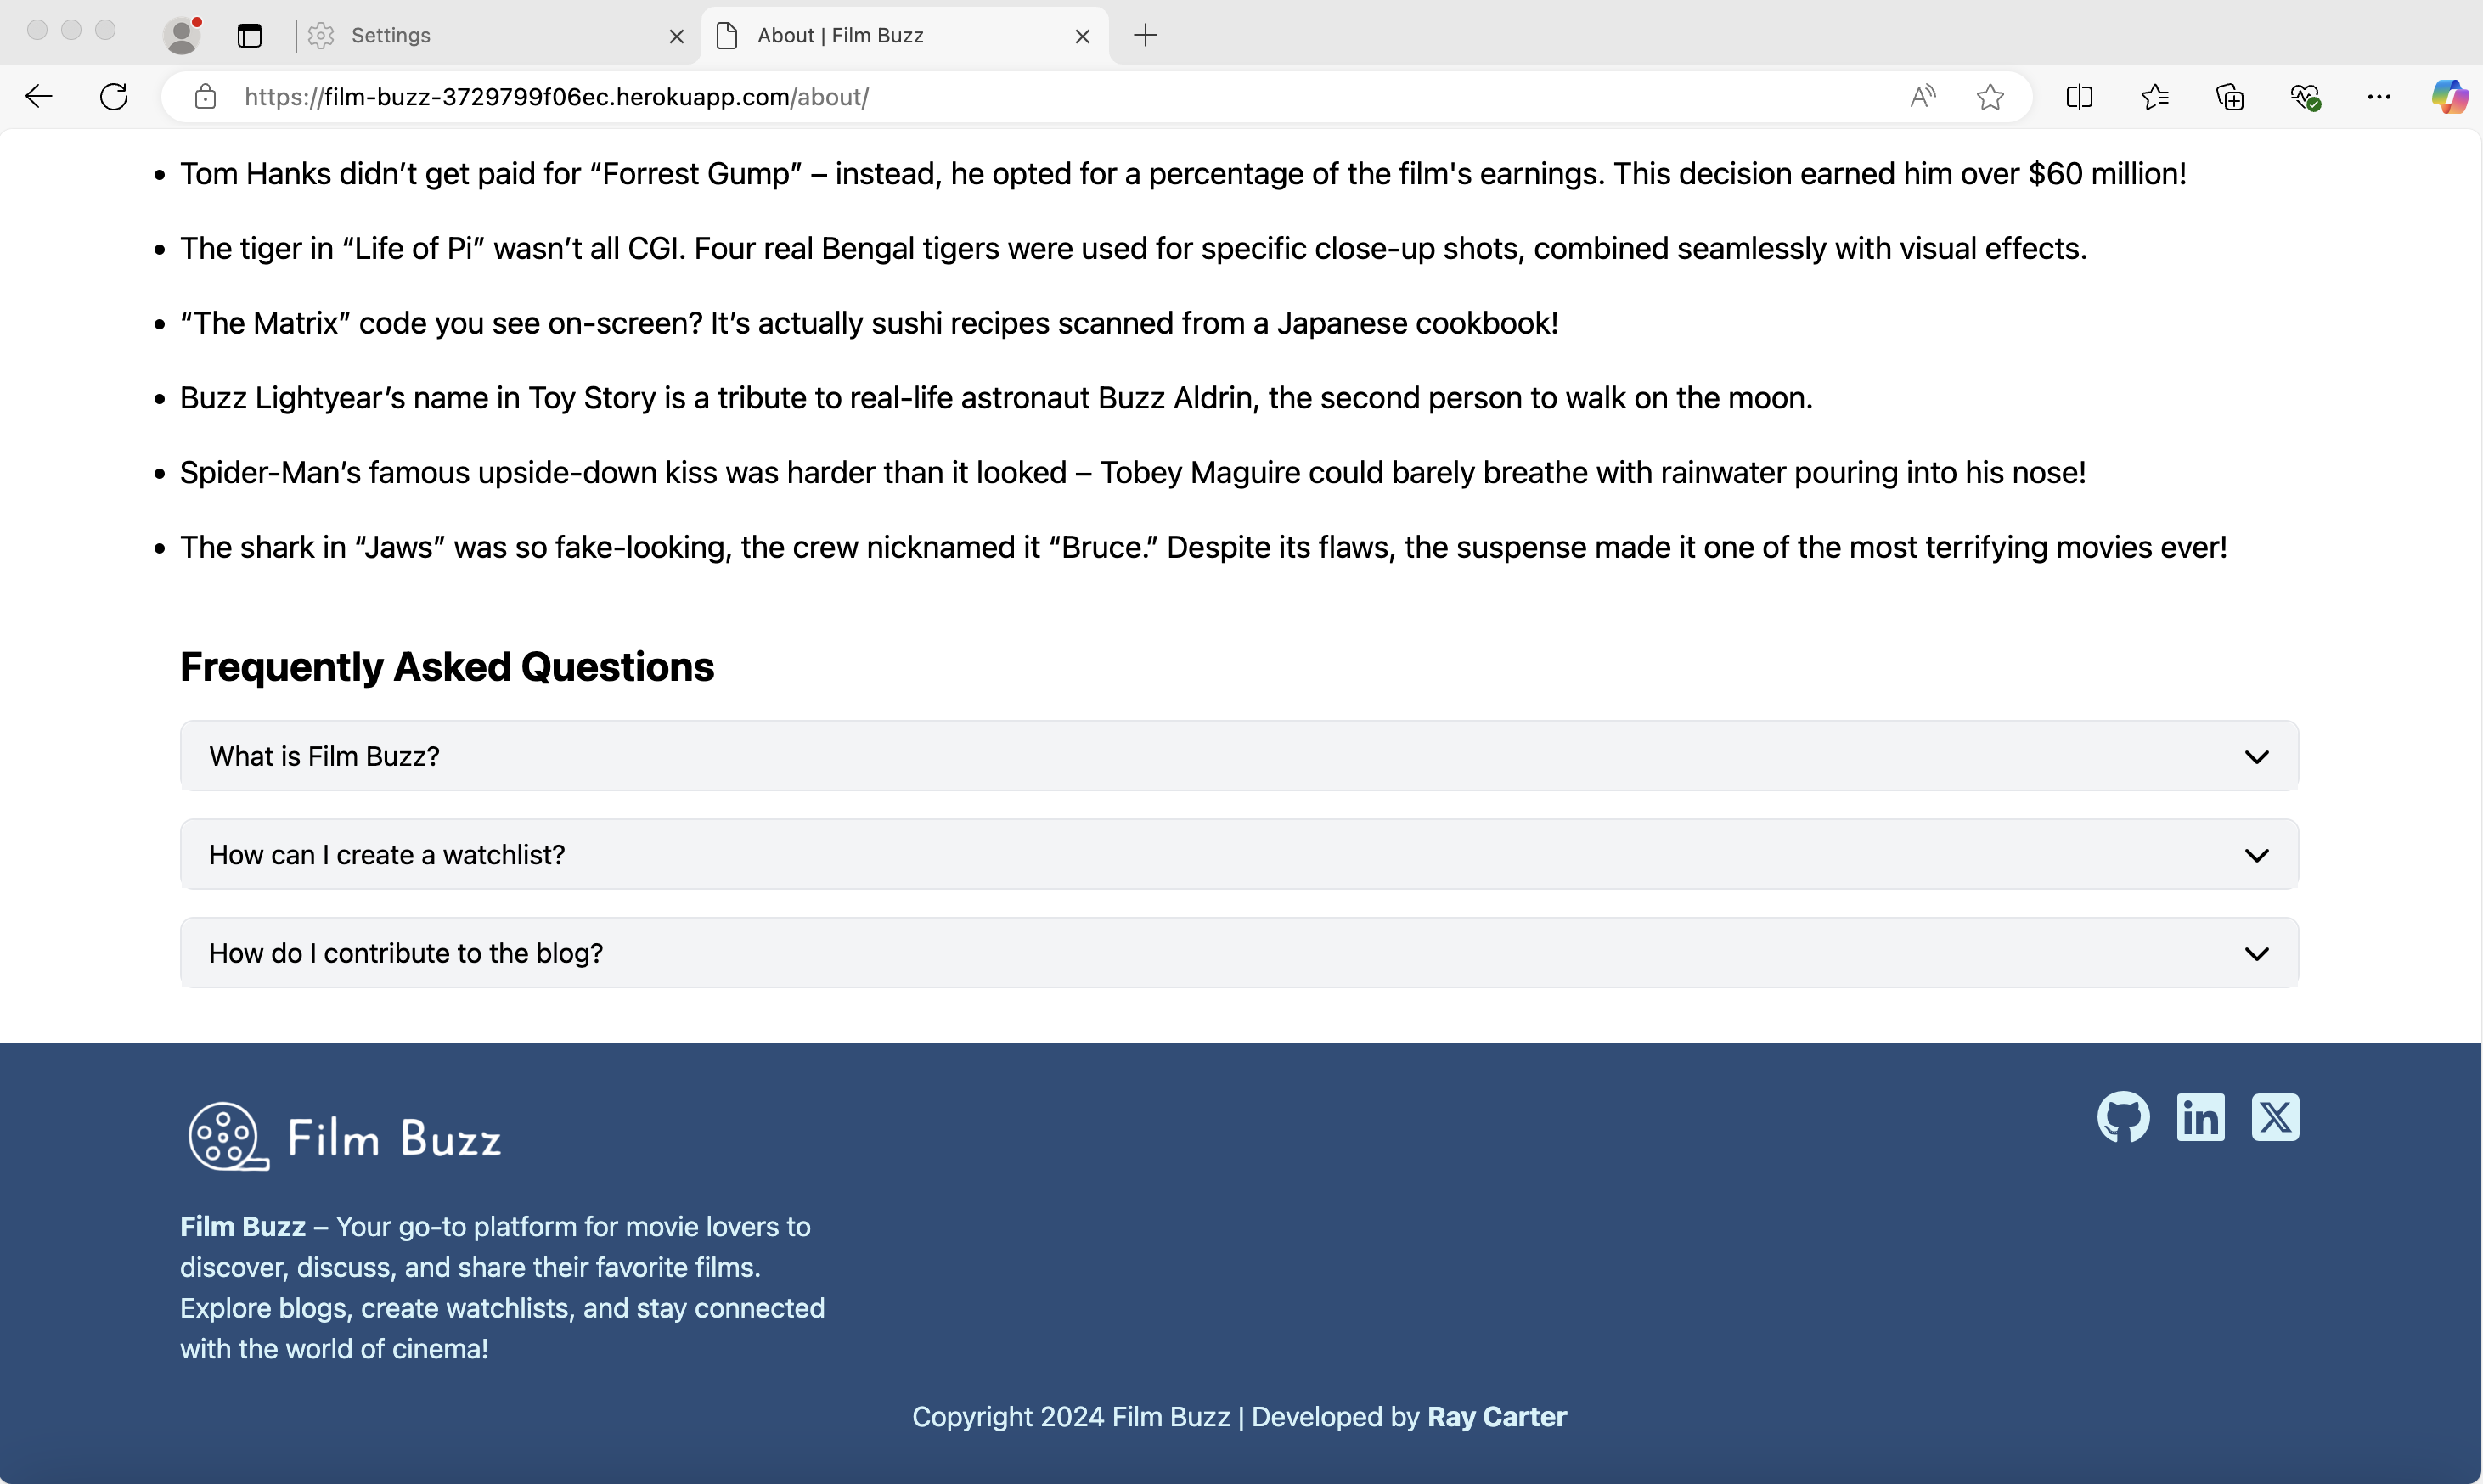 Settings
About | Film Buzz
https://film-buzz-3729799f06ec.herokuapp.com/about/
• Tom Hanks didn’t get paid for “Forrest Gump” – instead, he opted for a percentage of the film's earnings. This decision earned him over $60 million!
• The tiger in “Life of Pi” wasn’t all CGI. Four real Bengal tigers were used for specific close-up shots, combined seamlessly with visual effects.
• “The Matrix” code you see on-screen? It’s actually sushi recipes scanned from a Japanese cookbook!
• Buzz Lightyear’s name in Toy Story is a tribute to real-life astronaut Buzz Aldrin, the second person to walk on the moon.
• Spider-Man’s famous upside-down kiss was harder than it looked – Tobey Maguire could barely breathe with rainwater pouring into his nose!
• The shark in “Jaws” was so fake-looking, the crew nicknamed it “Bruce.” Despite its flaws, the suspense made it one of the most terrifying movies ever!
Frequently Asked Questions
What is Film Buzz?
How can I create a watchlist?
How do I contribute to the blog?
Film Buzz
Film Buzz – Your go-to platform for movie lovers to
discover, discuss, and share their favorite films.
Explore blogs, create watchlists, and stay connected
with the world of cinema!
Copyright 2024 Film Buzz | Developed by Ray Carter